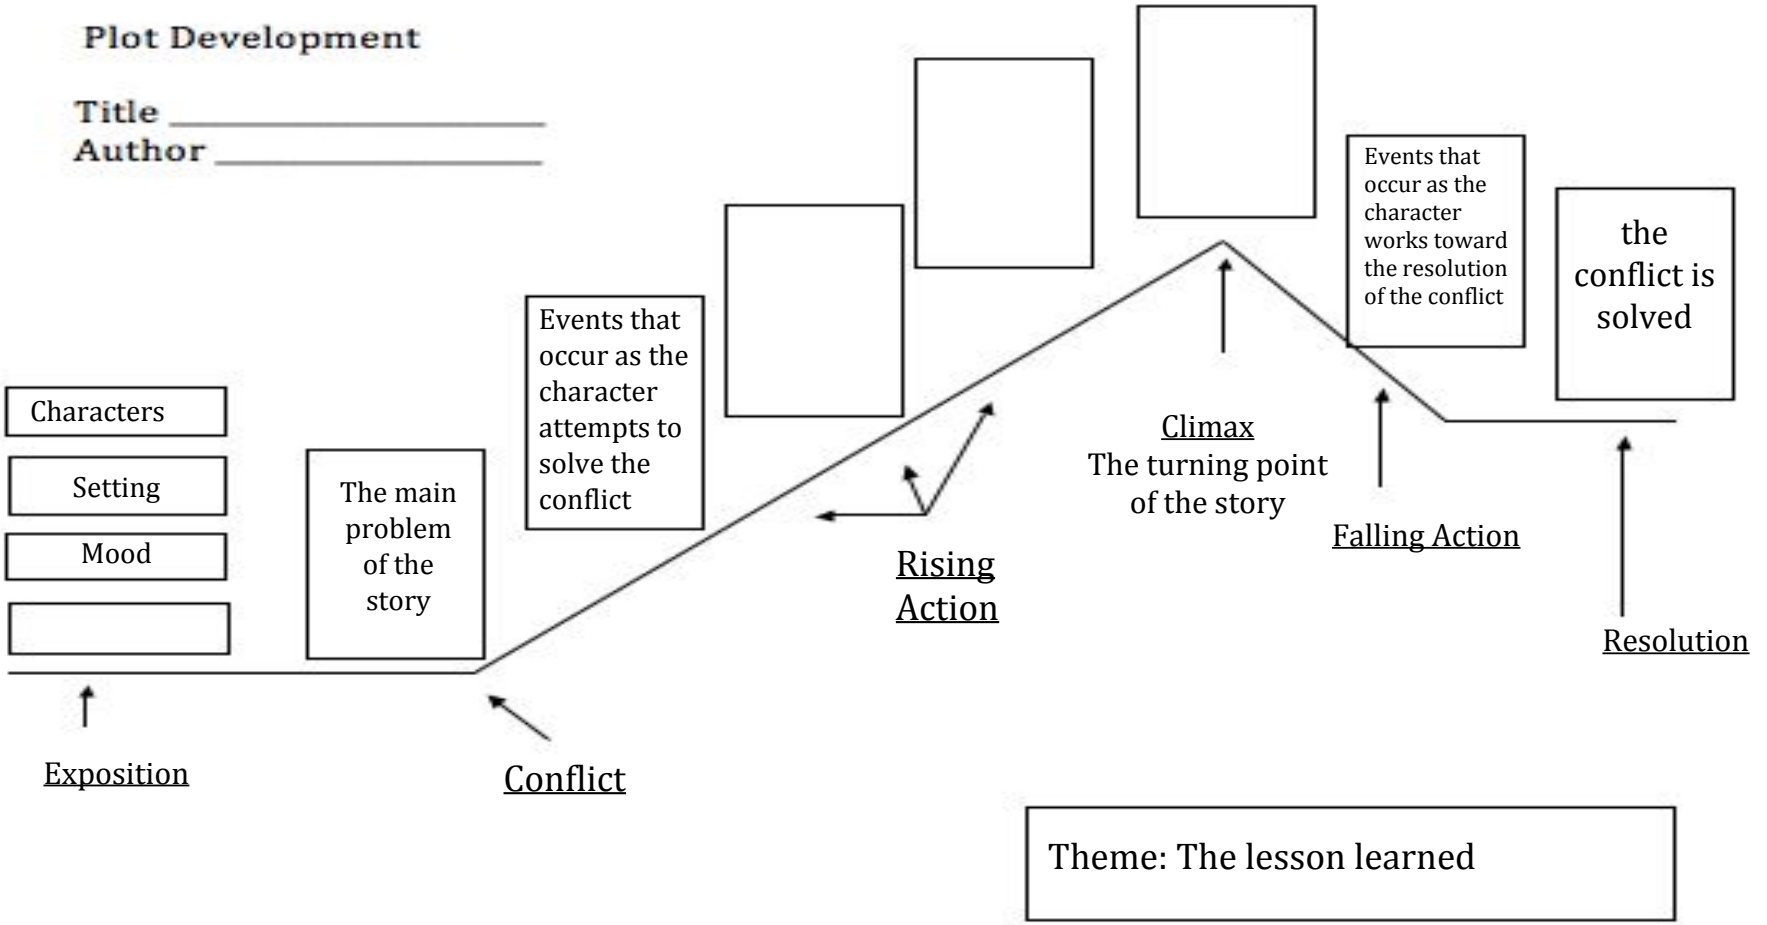 Plot Development
Title
Author
Characters
Setting
Mood
Exposition
The main
problem
of the
story
Conflict
Events that
occur as the
character
attempts to
solve the
conflict
Rising
Action
Climax
The turning point
of the story
Events that
occur as the
character
works toward
the resolution
of the conflict
Falling Action
the
conflict is
solved
Resolution
Theme: The lesson learned